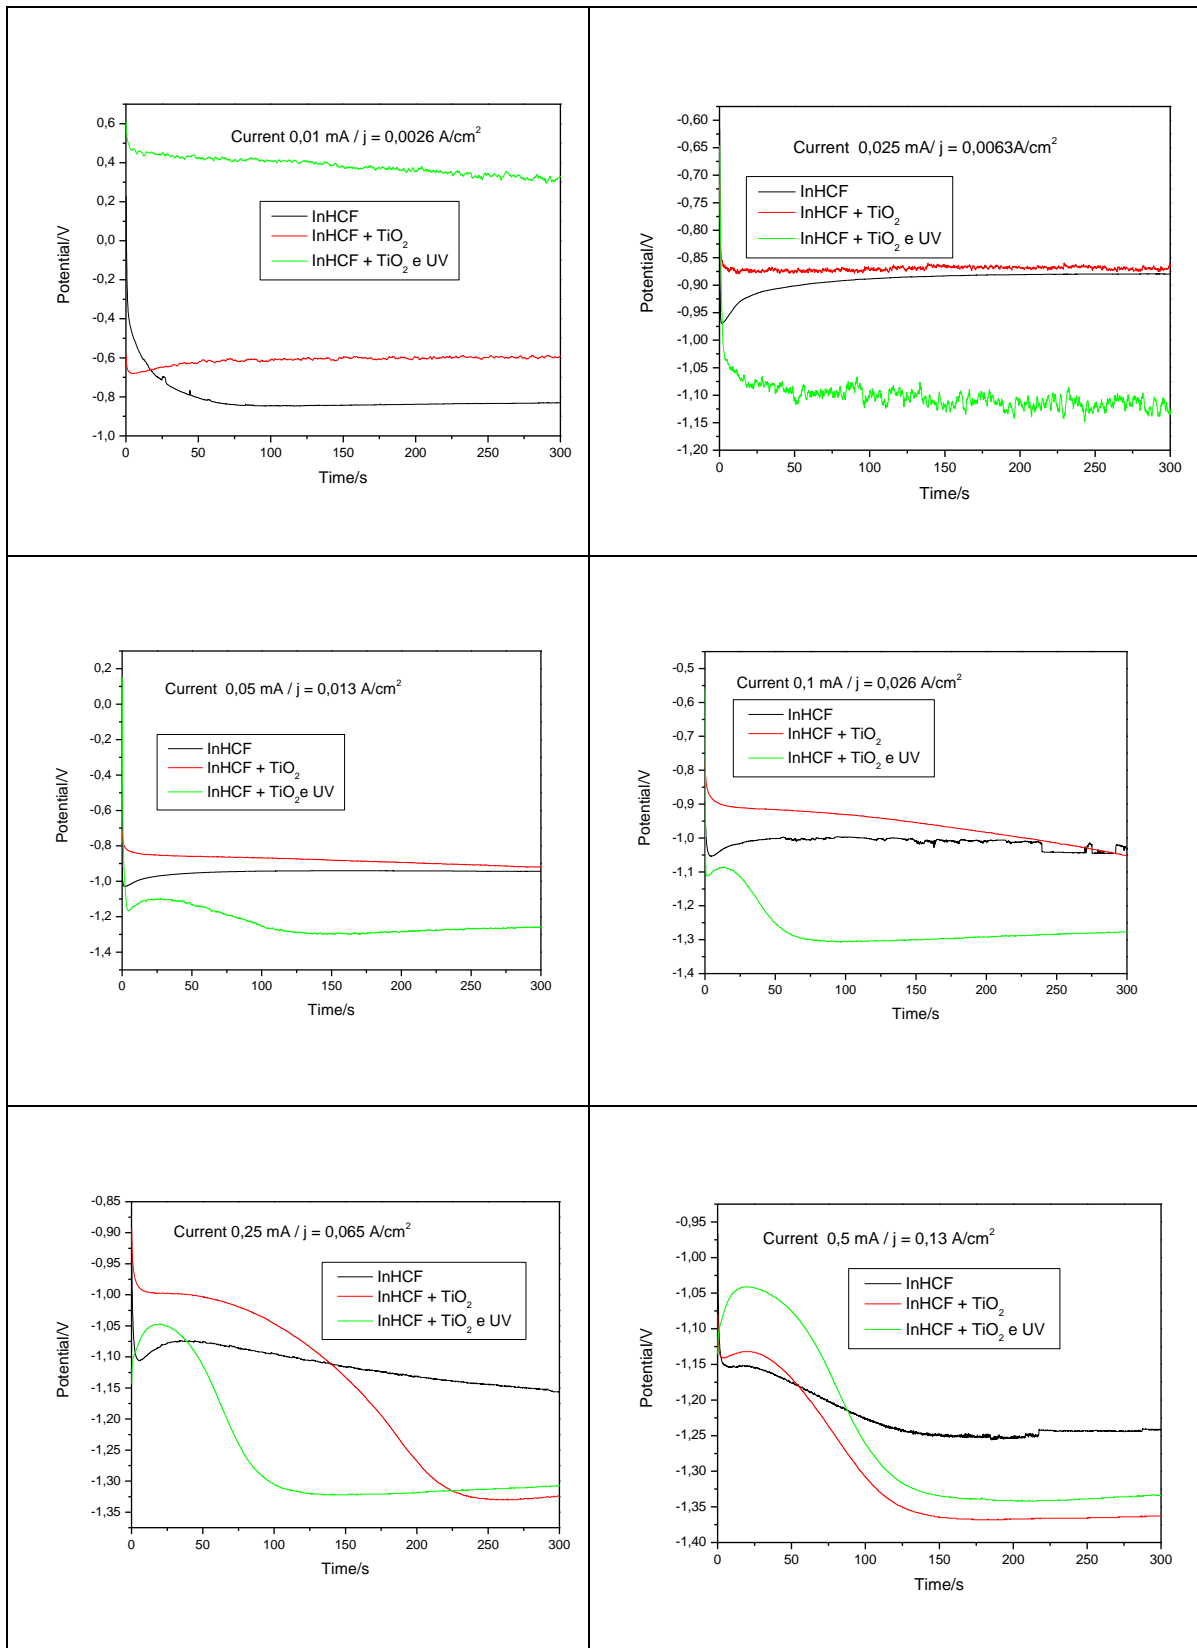 Current 0,01 mA / j = 0,0026 A/cm²
InHCF
InHCF + TiO₂
InHCF + TiO₂ e UV
0,6
0,4
0,2
0,0
-0,2
-0,4
-0,6
-0,8
-1,0
Potential/V
0 50 100 150 200 250 300
Time/s
Current 0,025 mA/ j = 0,0063A/cm²
InHCF
InHCF + TiO₂
InHCF + TiO₂ e UV
-0,60
-0,65
-0,70
-0,75
-0,80
-0,85
-0,90
-0,95
-1,00
-1,05
-1,10
-1,15
-1,20
Potential/V
0 50 100 150 200 250 300
Time/s
Current 0,05 mA / j = 0,013 A/cm²
InHCF
InHCF + TiO₂
InHCF + TiO₂e UV
0,2
0,0
-0,2
-0,4
-0,6
-0,8
-1,0
-1,2
-1,4
Potential/V
0 50 100 150 200 250 300
Time/s
Current 0,1 mA / j = 0,026 A/cm²
InHCF
InHCF + TiO₂
InHCF + TiO₂ e UV
-0,5
-0,6
-0,7
-0,8
-0,9
-1,0
-1,1
-1,2
-1,3
-1,4
Potential/V
0 50 100 150 200 250 300
Time/s
Current 0,25 mA / j = 0,065 A/cm²
InHCF
InHCF + TiO₂
InHCF + TiO₂ e UV
-0,85
-0,90
-0,95
-1,00
-1,05
-1,10
-1,15
-1,20
-1,25
-1,30
-1,35
Potential/V
0 50 100 150 200 250 300
Time/s
Current 0,5 mA / j = 0,13 A/cm²
InHCF
InHCF + TiO₂
InHCF + TiO₂ e UV
-0,95
-1,00
-1,05
-1,10
-1,15
-1,20
-1,25
-1,30
-1,35
-1,40
Potential/V
0 50 100 150 200 250 300
Time/s